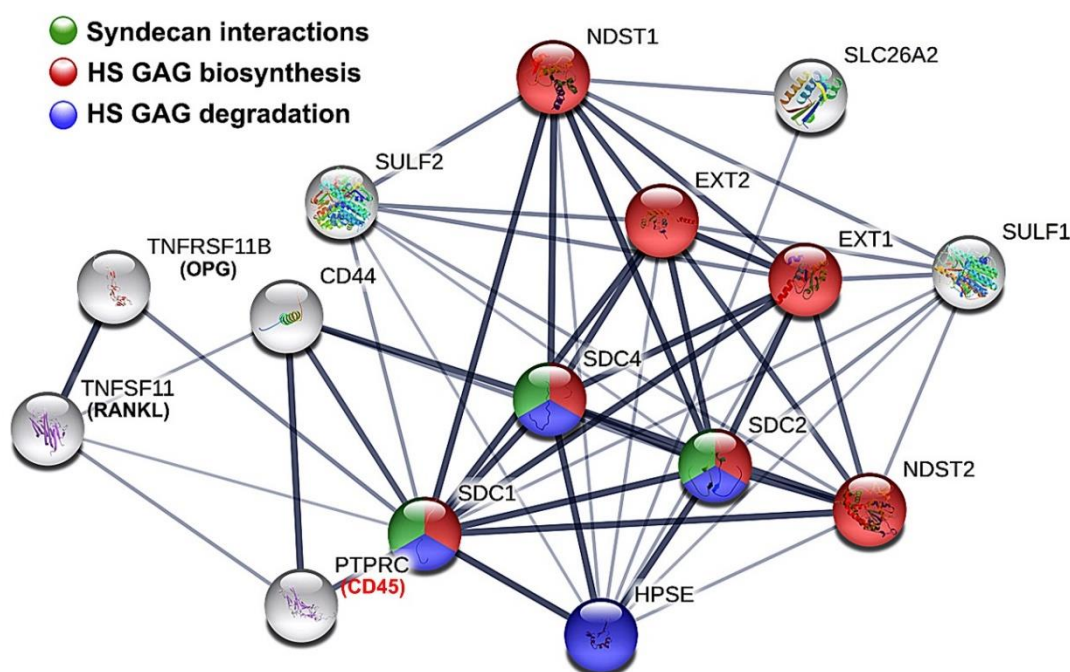 Syndecan interactions
HS GAG biosynthesis
HS GAG degradation
NDST1
SLC26A2
SULF2
EXT2
EXT1
SULF1
TNFRSF11B
(OPG)
CD44
SDC4
TNFSF11
(RANKL)
SDC2
SDC1
NDST2
PTPRC
(CD45)
HPSE